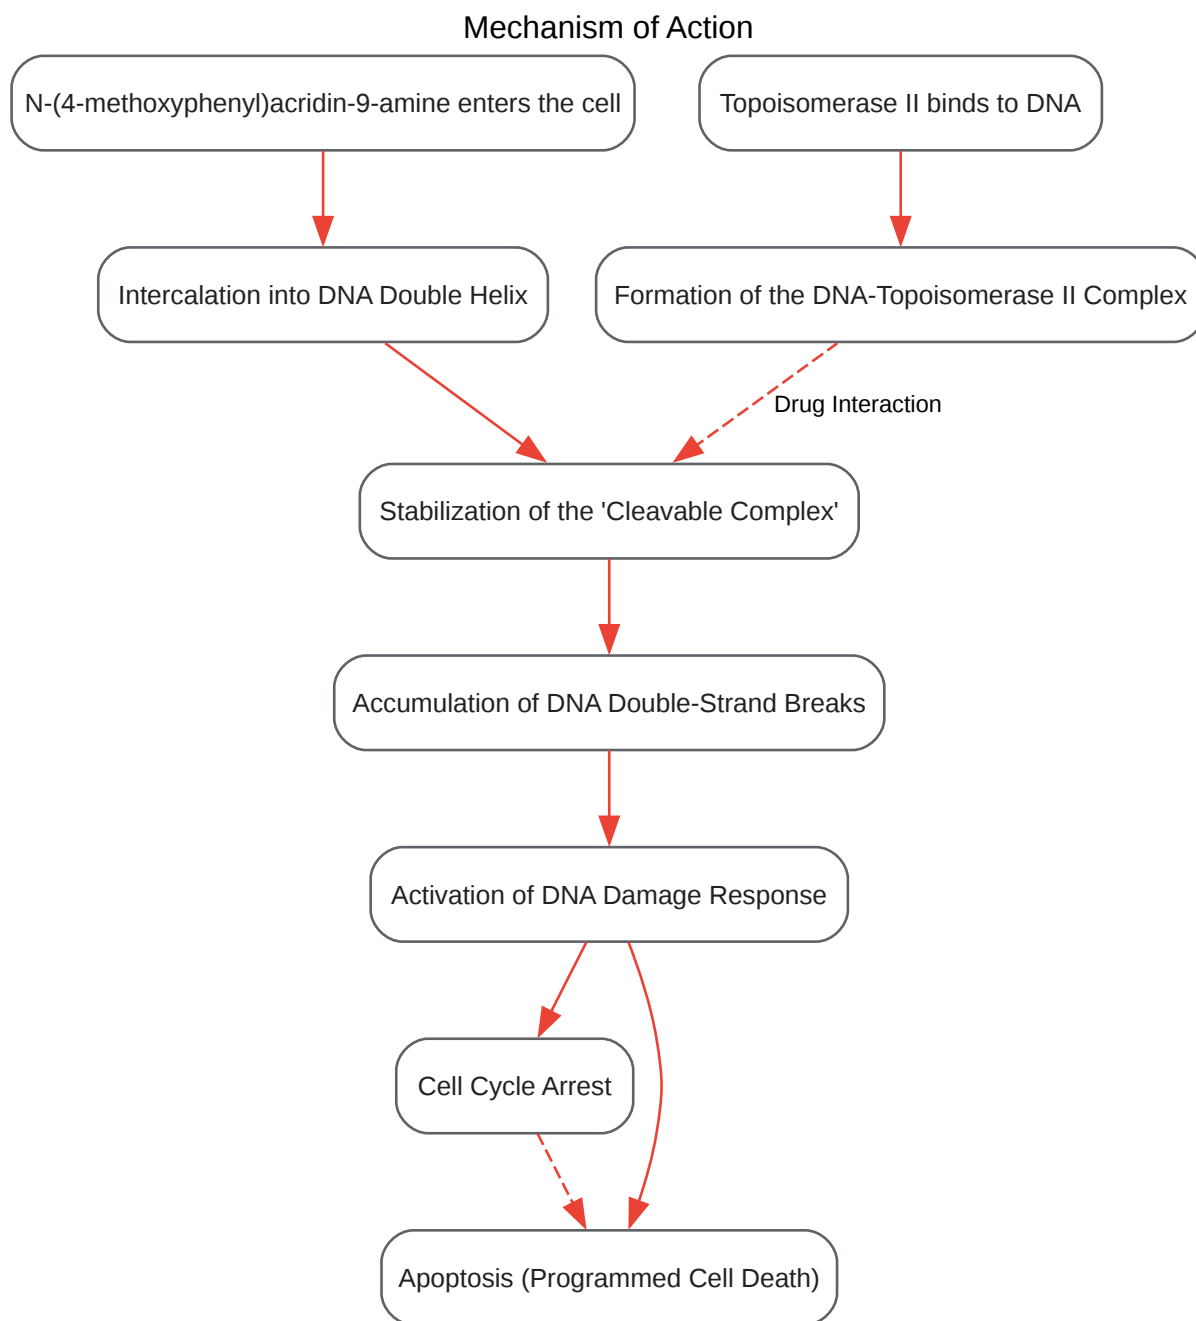 Mechanism of Action
N-(4-methoxyphenyl)acridin-9-amine enters the cell
Topoisomerase II binds to DNA
Intercalation into DNA Double Helix
Formation of the DNA-Topoisomerase II Complex
Drug Interaction
Stabilization of the 'Cleavable Complex'
Accumulation of DNA Double-Strand Breaks
Activation of DNA Damage Response
Cell Cycle Arrest
Apoptosis (Programmed Cell Death)